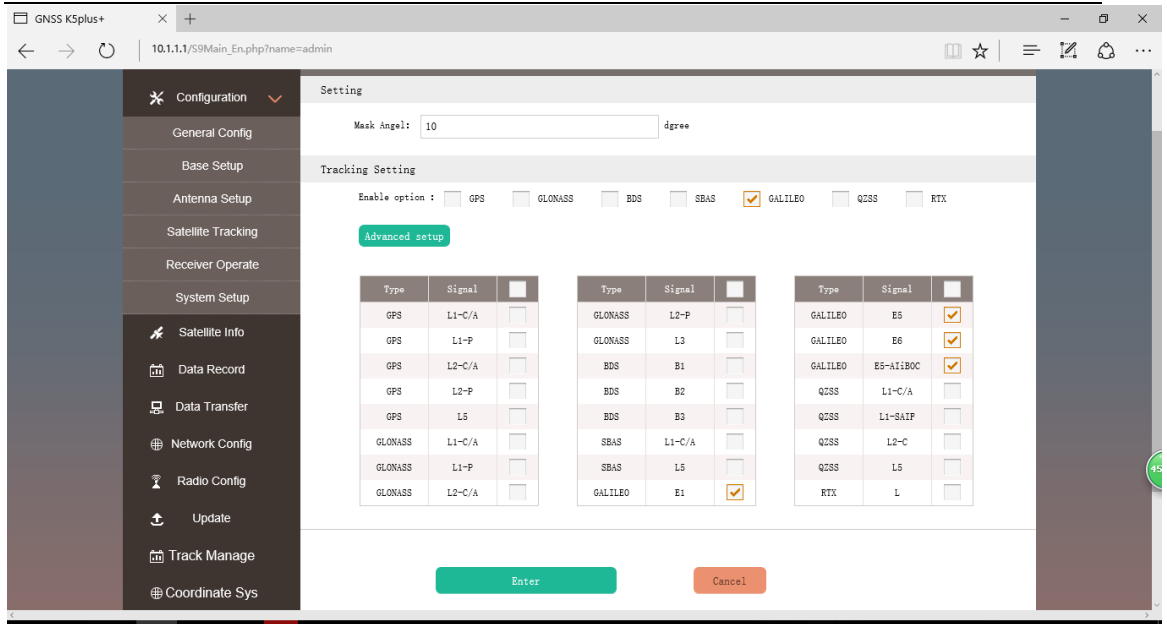 GNSS K5plus+
10.1.1.1/S9Main_En.php?name=admin
Configuration
General Config
Base Setup
Antenna Setup
Satellite Tracking
Receiver Operate
System Setup
Satellite Info
Data Record
Data Transfer
Network Config
Radio Config
Update
Track Manage
Coordinate Sys
Setting
Mask Angel: 10 dgree
Tracking Setting
Enable option : GPS GLONASS BDS SBAS GALILEO QZSS RTX
Advanced setup
Type Signal
GPS L1-C/A
GPS L1-P
GPS L2-C/A
GPS L2-P
GPS L5
GLONASS L1-C/A
GLONASS L1-P
GLONASS L2-C/A
Type Signal
GLONASS L2-P
GLONASS L3
BDS B1
BDS B2
BDS B3
SBAS L1-C/A
SBAS L5
GALILEO E1
Type Signal
GALILEO E5
GALILEO E6
GALILEO E5-AIiBOC
QZSS L1-C/A
QZSS L1-SAIF
QZSS L2-C
QZSS L5
RTX L
Enter Cancel
45